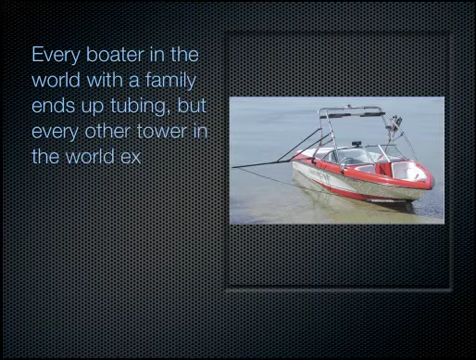 Every boater in the
world with a family
ends up tubing, but
every other tower in
the world ex